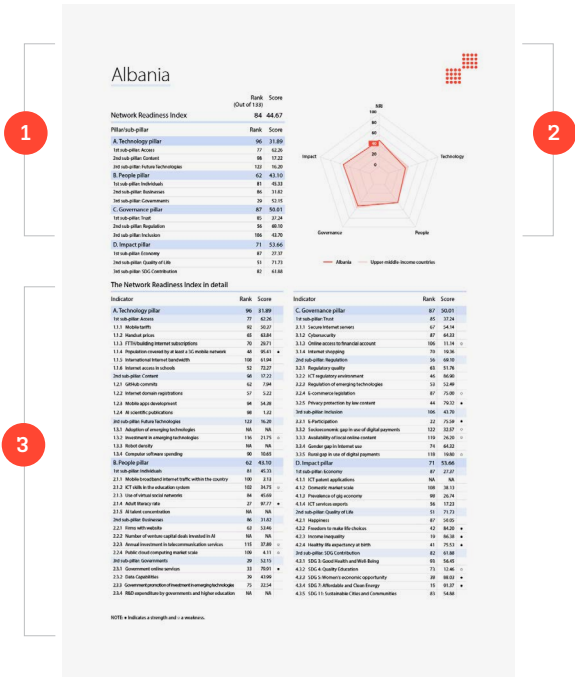 Albania
Rank Score
(Out of 133)
Network Readiness Index 84 44.67
Pillar/sub-pillar Rank Score
A. Technology pillar 96 31.89
1st sub-pillar: Access 77 62.26
2nd sub-pillar: Content 98 17.22
3rd sub-pillar: Future Technologies 123 16.20
B. People pillar 62 43.10
1st sub-pillar: Individuals 81 45.33
2nd sub-pillar: Businesses 86 31.82
3rd sub-pillar: Governments 29 52.15
C. Governance pillar 87 50.01
1st sub-pillar: Trust 85 37.24
2nd sub-pillar: Regulation 56 69.10
3rd sub-pillar: Inclusion 106 43.70
D. Impact pillar 71 53.66
1st sub-pillar: Economy 87 27.37
2nd sub-pillar: Quality of Life 51 71.73
3rd sub-pillar: SDG Contribution 82 61.88
NRI
100
80
60
40
20
0
Impact
Technology
Governance
People
Albania Upper-middle-income countries
1
2
3
The Network Readiness Index in detail
Indicator Rank Score
A. Technology pillar 96 31.89
1st sub-pillar: Access 77 62.26
1.1.1 Mobile tariffs 92 50.27
1.1.2 Handset prices 65 63.84
1.1.3 FTTH/building Internet subscriptions 70 29.71
1.1.4 Population covered by at least a 3G mobile network 48 95.61 ●
1.1.5 International Internet bandwidth 108 61.94
1.1.6 Internet access in schools 52 72.27
2nd sub-pillar: Content 98 17.22
1.2.1 GitHub commits 62 7.94
1.2.2 Internet domain registrations 57 5.22
1.2.3 Mobile apps development 94 54.28
1.2.4 AI scientific publications 88 1.22
3rd sub-pillar: Future Technologies 123 16.20
1.3.1 Adoption of emerging technologies NA NA
1.3.2 Investment in emerging technologies 116 21.75 ○
1.3.3 Robot density NA NA
1.3.4 Computer software spending 90 10.65
B. People pillar 62 43.10
1st sub-pillar: Individuals 81 45.33
2.1.1 Mobile broadband internet traffic within the country 100 3.13
2.1.2 ICT skills in the education system 102 34.75 ○
2.1.3 Use of virtual social networks 84 45.69
2.1.4 Adult literacy rate 27 97.77 ●
2.1.5 AI talent concentration NA NA
2nd sub-pillar: Businesses 86 31.82
2.2.1 Firms with website 62 53.46
2.2.2 Number of venture capital deals invested in AI NA NA
2.2.3 Annual investment in telecommunication services 115 37.89 ○
2.2.4 Public cloud computing market scale 109 4.11 ○
3rd sub-pillar: Governments 29 52.15
2.3.1 Government online services 33 79.01 ●
2.3.2 Data Capabilities 39 43.99
2.3.3 Government promotion of investment in emerging technologies 75 33.54
2.3.4 R&D expenditure by governments and higher education NA NA
Indicator Rank Score
C. Governance pillar 87 50.01
1st sub-pillar: Trust 85 37.24
3.1.1 Secure Internet servers 67 54.14
3.1.2 Cybersecurity 87 64.33
3.1.3 Online access to financial account 106 11.14 ○
3.1.4 Internet shopping 70 19.36
2nd sub-pillar: Regulation 56 69.10
3.2.1 Regulatory quality 63 51.76
3.2.2 ICT regulatory environment 46 86.90
3.2.3 Regulation of emerging technologies 53 52.49
3.2.4 E-commerce legislation 87 75.00 ○
3.2.5 Privacy protection by law content 44 79.32 ●
3rd sub-pillar: Inclusion 106 43.70
3.3.1 E-Participation 22 75.59 ●
3.3.2 Socioeconomic gap in use of digital payments 122 33.57 ○
3.3.3 Availability of local online content 119 26.20 ○
3.3.4 Gender gap in Internet use 74 64.32
3.3.5 Rural gap in use of digital payments 118 19.80 ○
D. Impact pillar 71 53.66
1st sub-pillar: Economy 87 27.37
4.1.1 ICT patent applications NA NA
4.1.2 Domestic market scale 108 38.13
4.1.3 Prevalence of gig economy 98 26.74
4.1.4 ICT services exports 56 17.23
2nd sub-pillar: Quality of Life 51 71.73
4.2.1 Happiness 87 50.05
4.2.2 Freedom to make life choices 42 84.20 ●
4.2.3 Income inequality 19 86.38 ●
4.2.4 Healthy life expectancy at birth 41 75.53 ●
3rd sub-pillar: SDG Contribution 82 61.88
4.3.1 SDG 3: Good Health and Well-Being 93 56.45
4.3.2 SDG 4: Quality Education 73 12.46 ○
4.3.3 SDG 5: Women's economic opportunity 39 88.02 ●
4.3.4 SDG 7: Affordable and Clean Energy 15 91.37 ●
4.3.5 SDG 11: Sustainable Cities and Communities 83 54.88
NOTE: ● Indicates a strength and ○ a weakness.